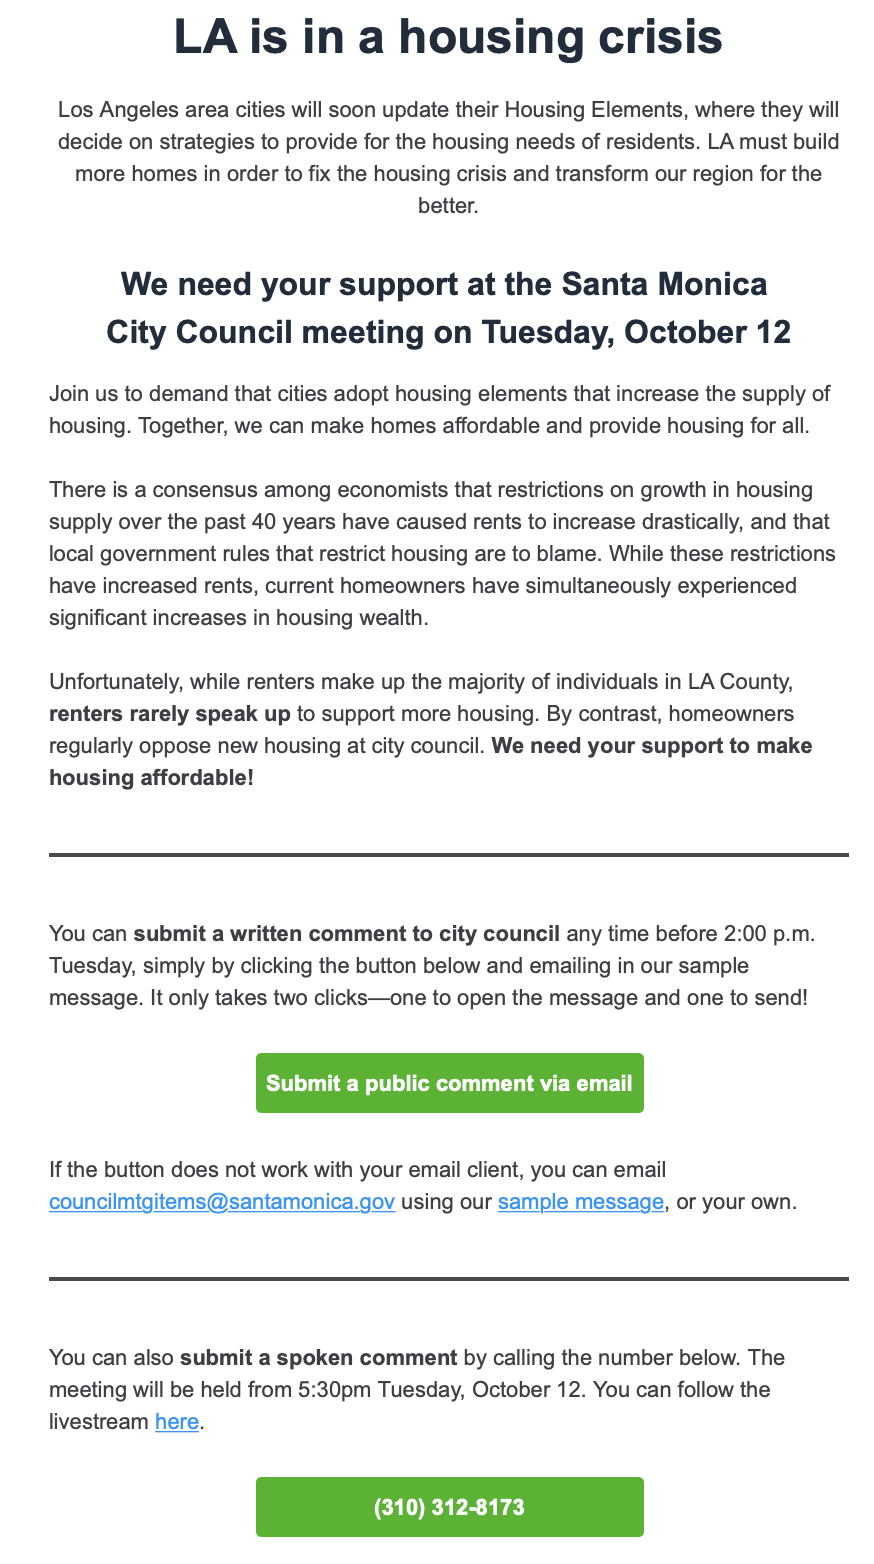 LA is in a housing crisis
Los Angeles area cities will soon update their Housing Elements, where they will
decide on strategies to provide for the housing needs of residents. LA must build
more homes in order to fix the housing crisis and transform our region for the
better.
We need your support at the Santa Monica
City Council meeting on Tuesday, October 12
Join us to demand that cities adopt housing elements that increase the supply of
housing. Together, we can make homes affordable and provide housing for all.
There is a consensus among economists that restrictions on growth in housing
supply over the past 40 years have caused rents to increase drastically, and that
local government rules that restrict housing are to blame. While these restrictions
have increased rents, current homeowners have simultaneously experienced
significant increases in housing wealth.
Unfortunately, while renters make up the majority of individuals in LA County,
renters rarely speak up to support more housing. By contrast, homeowners
regularly oppose new housing at city council. We need your support to make
housing affordable!
You can submit a written comment to city council any time before 2:00 p.m.
Tuesday, simply by clicking the button below and emailing in our sample
message. It only takes two clicks—one to open the message and one to send!
Submit a public comment via email
If the button does not work with your email client, you can email
councilmtgitems@santamonica.gov using our sample message, or your own.
You can also submit a spoken comment by calling the number below. The
meeting will be held from 5:30pm Tuesday, October 12. You can follow the
livestream here.
(310) 312-8173